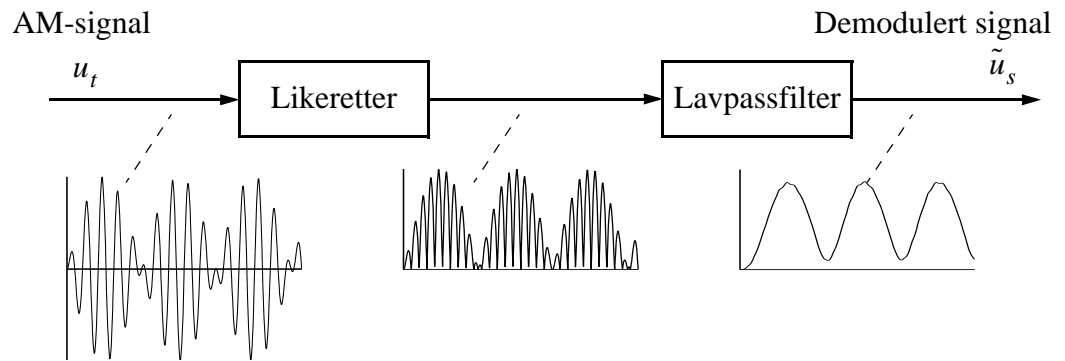 AM-signal
Demodulert signal
u_t
ũ_s
Likeretter
Lavpassfilter